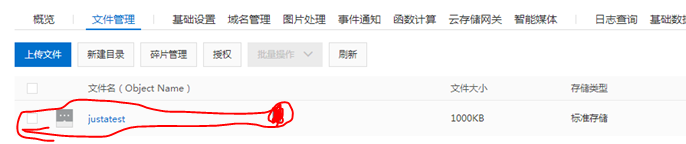 概览 文件管理 基础设置 域名管理 图片处理 事件通知 函数计算 云存储网关 智能媒体 日志查询 基础数据
上传文件 新建目录 碎片管理 授权 批量操作 刷新
文件名（Object Name） 文件大小 存储类型
justatest 1000KB 标准存储